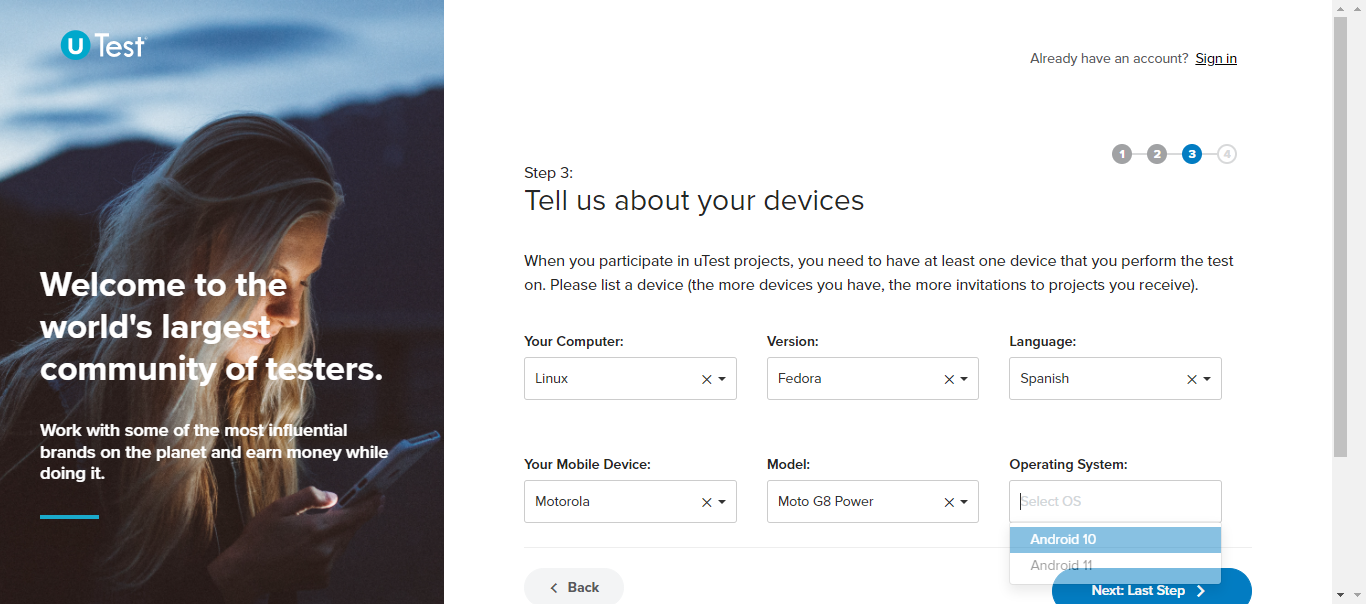 uTest
Already have an account? Sign in
1 2 3 4
Step 3:
Tell us about your devices
When you participate in uTest projects, you need to have at least one device that you perform the test
on. Please list a device (the more devices you have, the more invitations to projects you receive).
Welcome to the
world's largest
community of testers.
Work with some of the most influential
brands on the planet and earn money while
doing it.
Your Computer: Version: Language:
Linux Fedora Spanish
Your Mobile Device: Model: Operating System:
Motorola Moto G8 Power Select OS
Android 10
Android 11
Back Next: Last Step